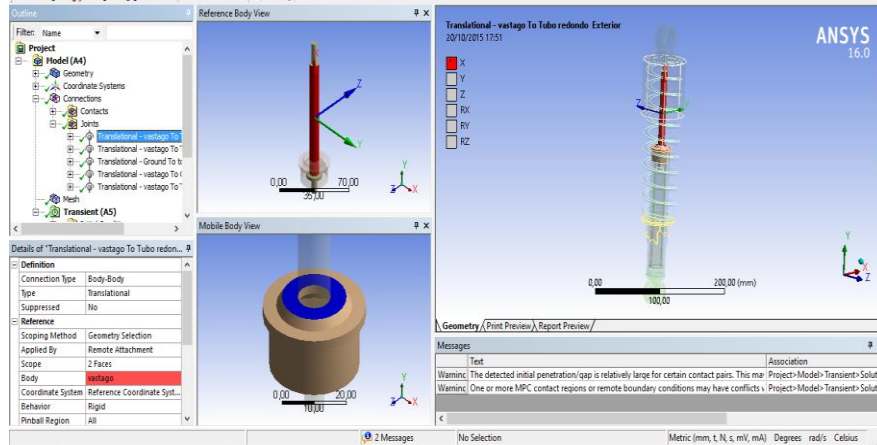 Outline
Filter: Name
Project
Model (A4)
Geometry
Coordinate Systems
Connections
Contacts
Joints
Translational - vastago To
Translational - vastago To
Translational - Ground To
Translational - vastago To
Translational - vastago To
Mesh
Transient (A5)
Details of "Translational - vastago To Tubo redon...
Definition
Connection Type Body-Body
Type Translational
Suppressed No
Reference
Scoping Method Geometry Selection
Applied By Remote Attachment
Scope 2 Faces
Body vastago
Coordinate System Reference Coordinate Syst...
Behavior Rigid
Pinball Region All
Reference Body View
Z
Y
0,00 70,00
35,00
Y
Z X
Mobile Body View
0,00 20,00
10,00
Y
Z X
Translational - vastago To Tubo redondo Exterior
20/10/2015 17:51
X
Y
Z
RX
RY
RZ
ANSYS
16.0
Z
0,00 200,00 (mm)
100,00
Y
X
Z
Geometry Print Preview Report Preview
Messages
Text Association
Warning The detected initial penetration/gap is relatively large for certain contact pairs. This may Project>Model>Transient>Solut
Warning One or more MPC contact regions or remote boundary conditions may have conflicts Project>Model>Transient>Solut
2 Messages No Selection Metric (mm, t, N, s, mV, mA) Degrees rad/s Celsius